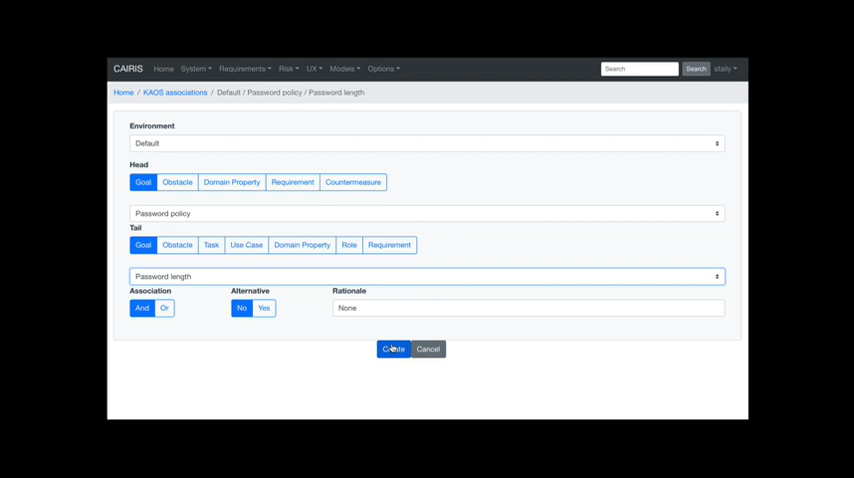 CAIRIS Home System Requirements Risk UX Models Options Search Search sfaily
Home / KAOS associations / Default / Password policy / Password length
Environment
Default
Head
Goal Obstacle Domain Property Requirement Countermeasure
Password policy
Tail
Goal Obstacle Task Use Case Domain Property Role Requirement
Password length
Association Alternative Rationale
And Or No Yes None
Create Cancel